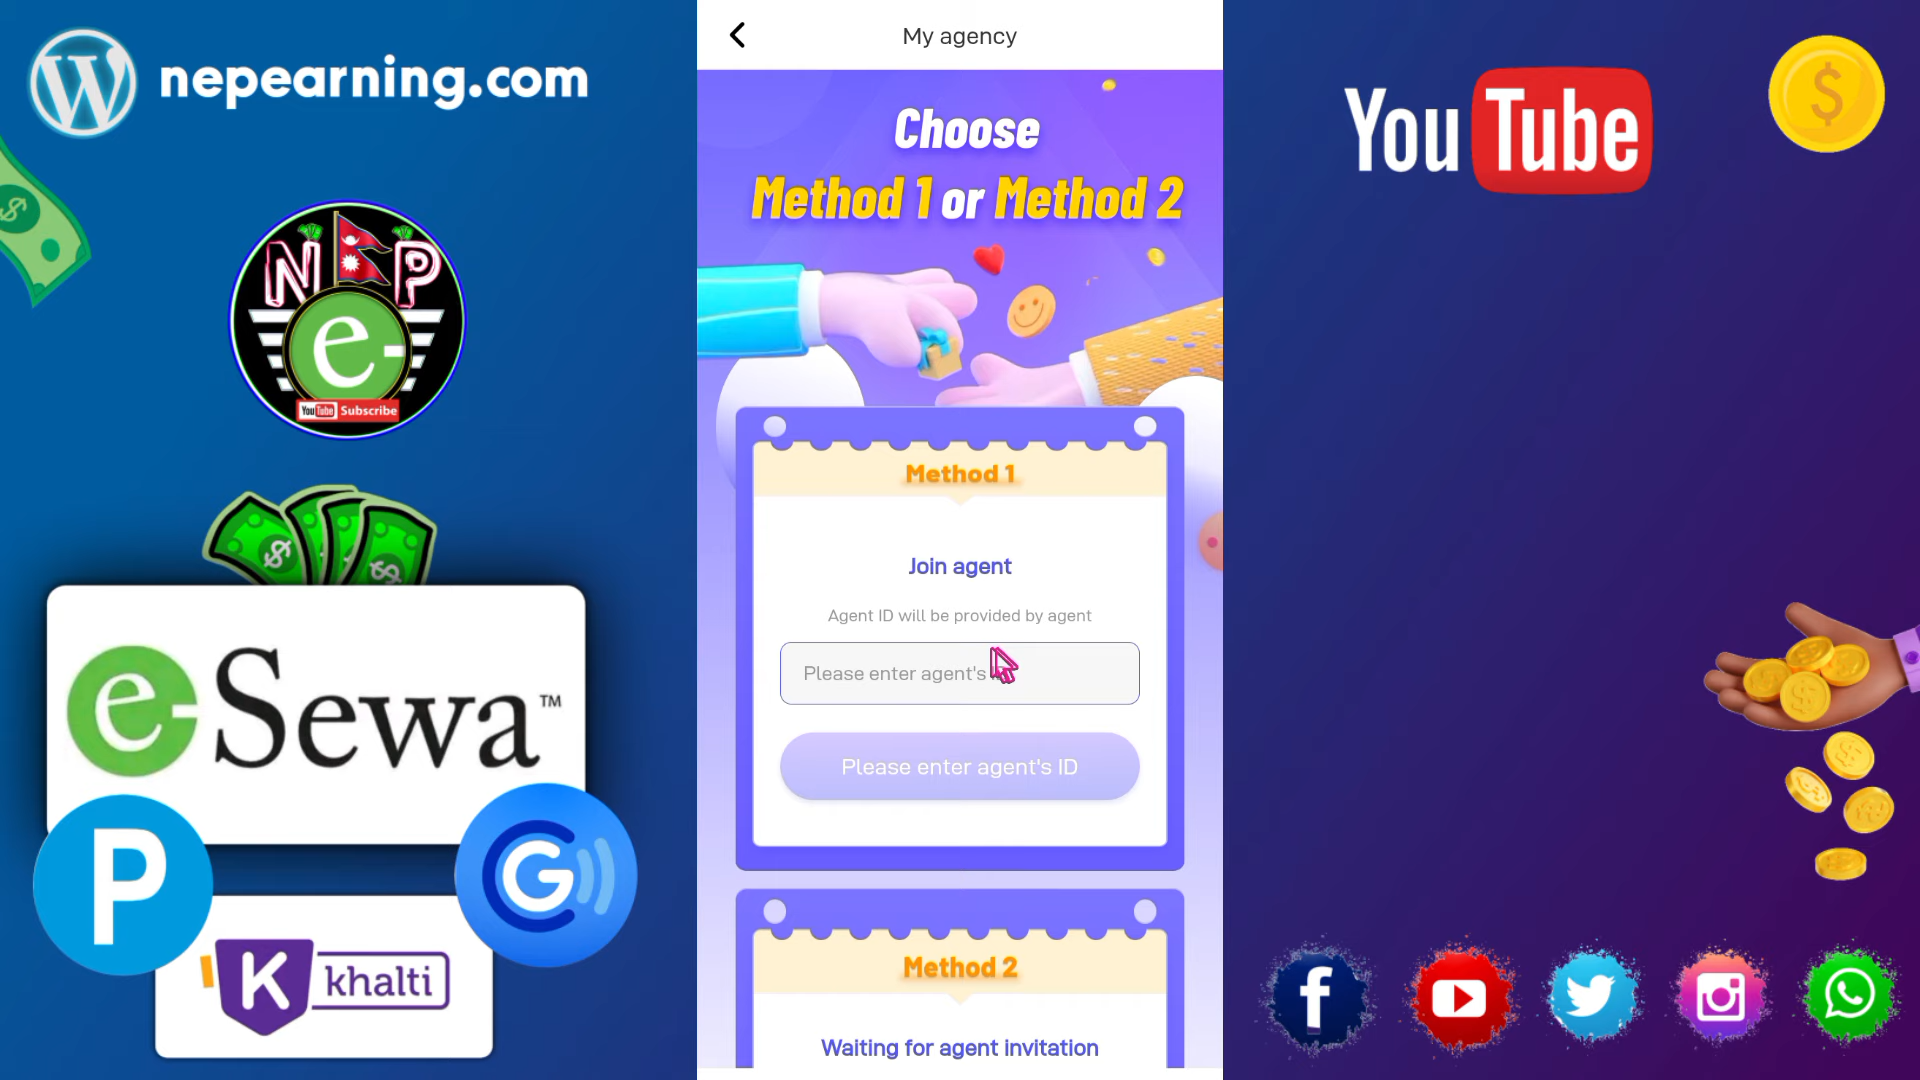 nepearning.com
NEP
e-
YouTube Subscribe
e-Sewa™
P
G
K khalti
My agency
Choose
Method 1 or Method 2
Method 1
Join agent
Agent ID will be provided by agent
Please enter agent's
Please enter agent's ID
Method 2
Waiting for agent invitation
YouTube